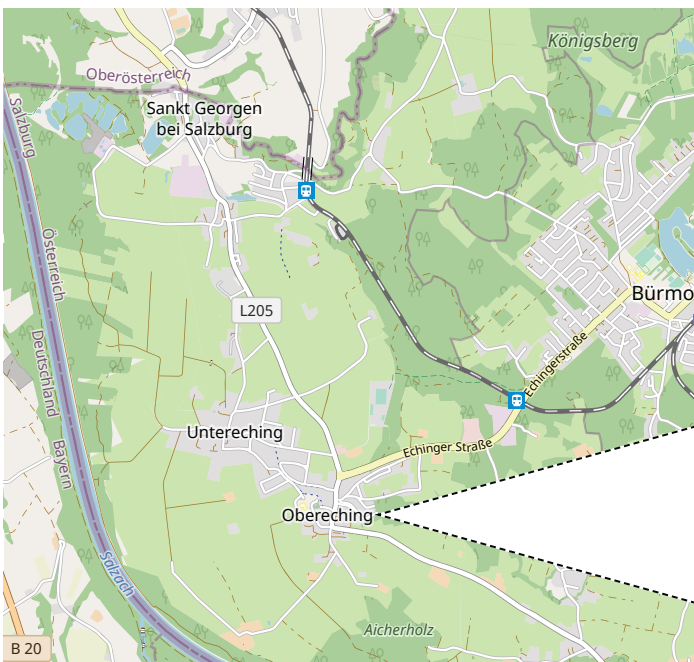 Königsberg
Oberösterreich
Salzburg
Sankt Georgen
bei Salzburg
Österreich
Bürmo
L205
Deutschland
Echingerstraße
Untereching
Echinger Straße
Bayern
Obereching
Salzach
Aicherholz
B 20